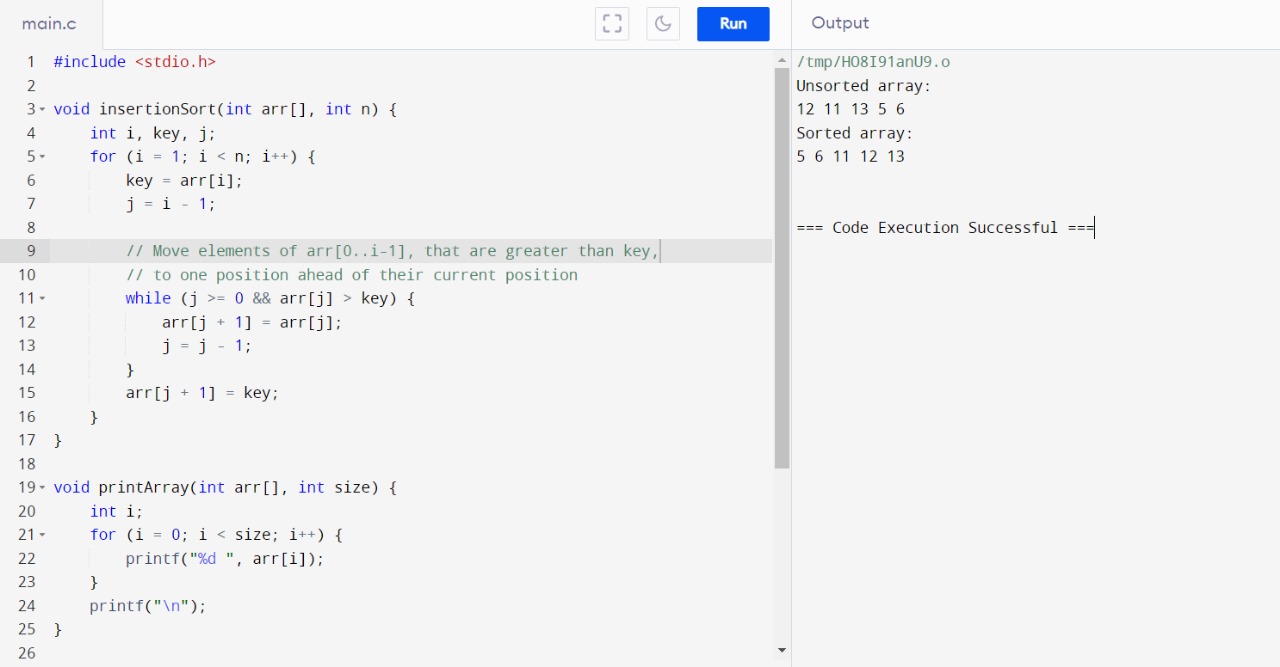 main.c
Run
Output
1 #include <stdio.h>
2
3 void insertionSort(int arr[], int n) {
4     int i, key, j;
5     for (i = 1; i < n; i++) {
6         key = arr[i];
7         j = i - 1;
8
9         // Move elements of arr[0..i-1], that are greater than key,
10         // to one position ahead of their current position
11         while (j >= 0 && arr[j] > key) {
12             arr[j + 1] = arr[j];
13             j = j - 1;
14         }
15         arr[j + 1] = key;
16     }
17 }
18
19 void printArray(int arr[], int size) {
20     int i;
21     for (i = 0; i < size; i++) {
22         printf("%d ", arr[i]);
23     }
24     printf("\n");
25 }
26
/tmp/HO8I91anU9.o
Unsorted array:
12 11 13 5 6
Sorted array:
5 6 11 12 13
=== Code Execution Successful ===